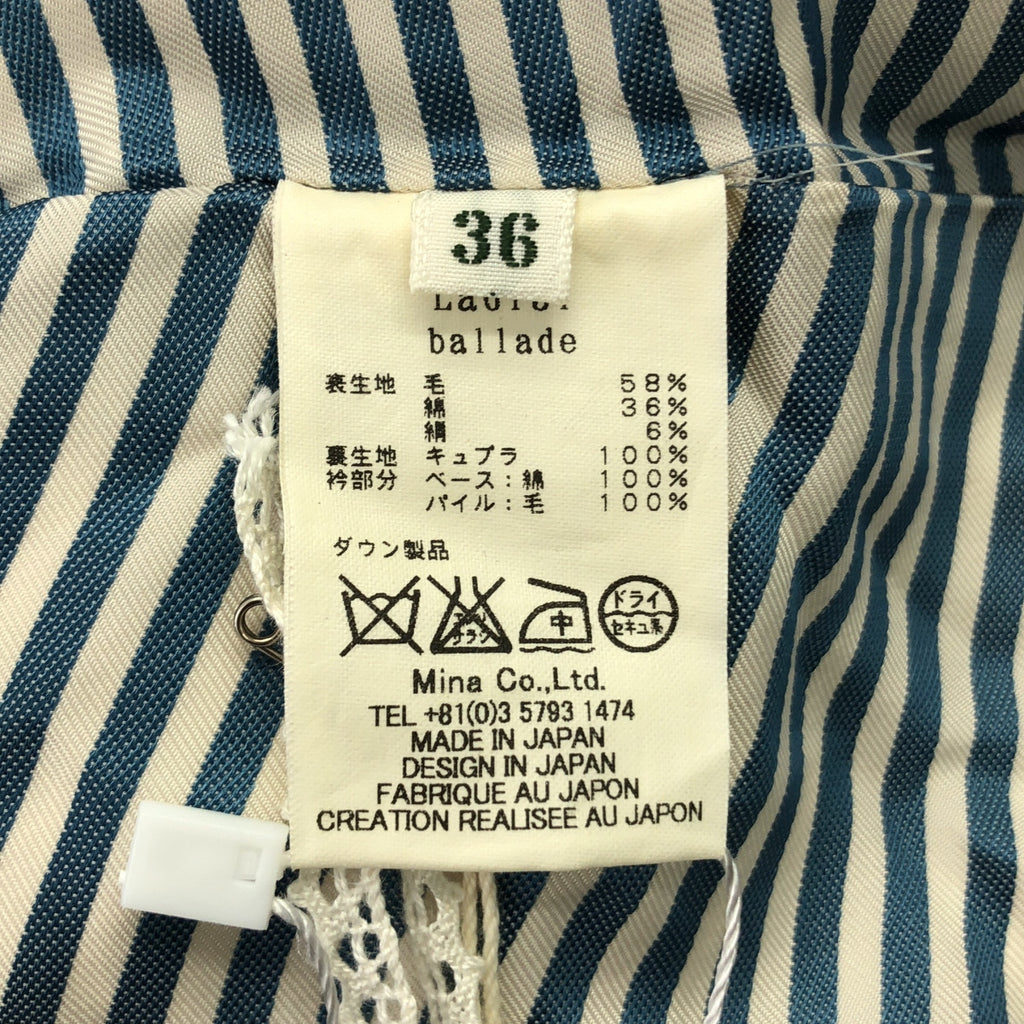 36
ballade
表生地 毛 58%
綿 36%
絹 6%
裏生地 キュプラ 100%
衿部分 ベース:綿 100%
パイル:毛 100%
ダウン製品
中 ドライ
セキユ系
Mina Co.,Ltd.
TEL +81(0)3 5793 1474
MADE IN JAPAN
DESIGN IN JAPAN
FABRIQUE AU JAPON
CREATION REALISEE AU JAPON